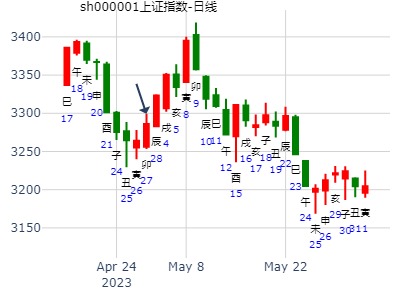 sh000001上证指数-日线
3400
3350
3300
3250
3200
3150
巳
17
午
18
未
19
申
20
酉
21
子
24
丑
25
寅
26
卯
27
辰
28
戌
4
亥
5
寅
8
卯
9
辰
10
巳
11
午
12
酉
15
戌
16
亥
17
子
18
丑
19
辰
22
巳
23
午
24
未
25
申
26
亥
29
子
30
丑
31
寅
1
Apr 24
2023
May 8
May 22